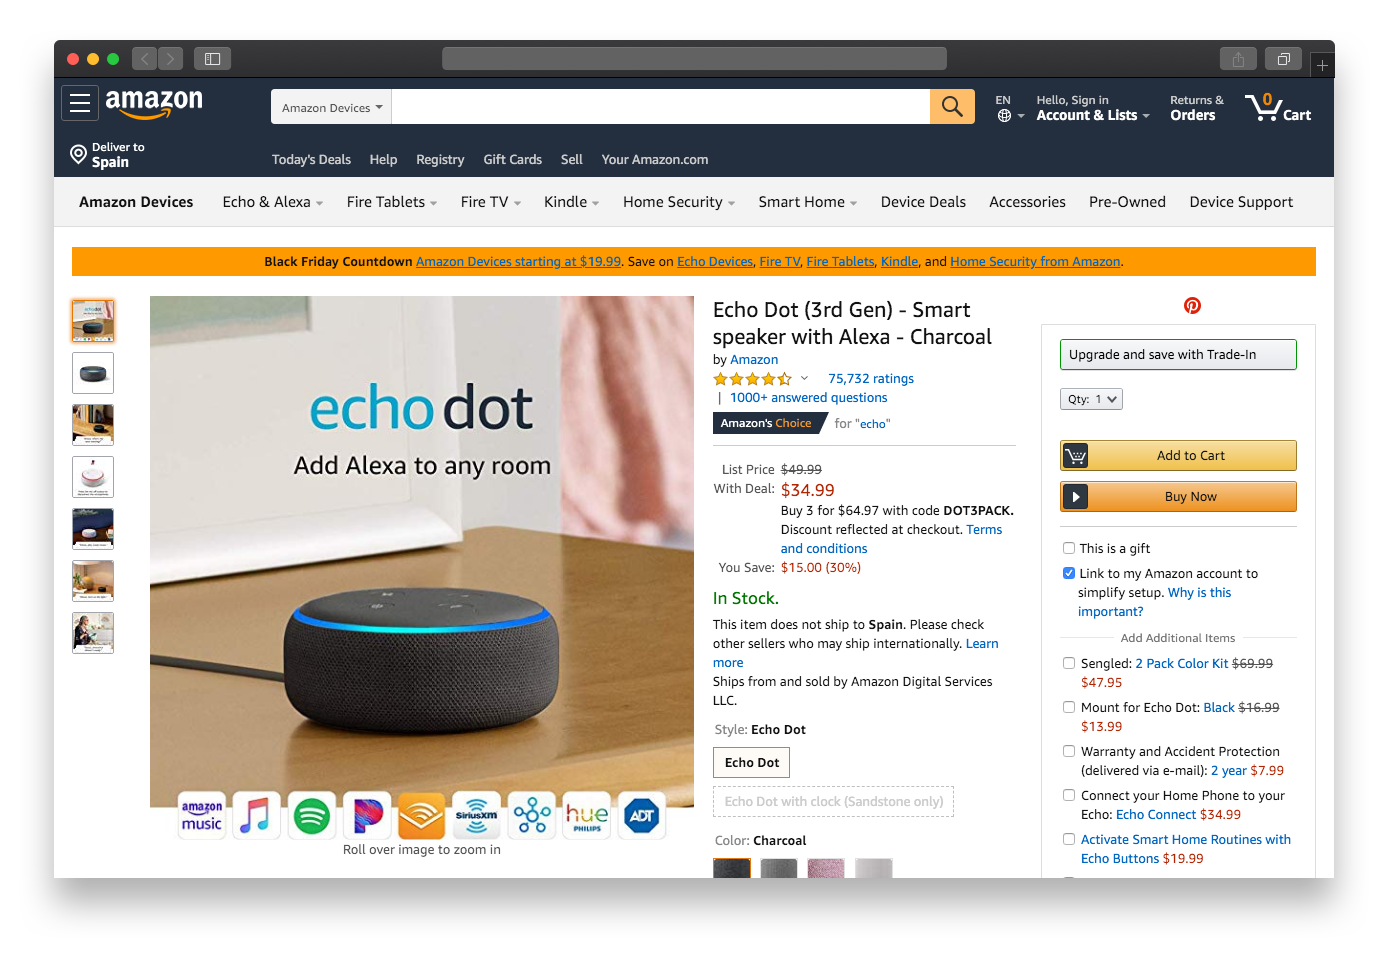 amazon
Amazon Devices
EN
Hello, Sign in
Account & Lists
Returns &
Orders
0
Cart
Deliver to
Spain
Today's Deals
Help
Registry
Gift Cards
Sell
Your Amazon.com
Amazon Devices
Echo & Alexa
Fire Tablets
Fire TV
Kindle
Home Security
Smart Home
Device Deals
Accessories
Pre-Owned
Device Support
Black Friday Countdown Amazon Devices starting at $19.99. Save on Echo Devices, Fire TV, Fire Tablets, Kindle, and Home Security from Amazon.
echo dot
Add Alexa to any room
amazon
music
SiriusXM
hue
PHILIPS
ADT
Roll over image to zoom in
Echo Dot (3rd Gen) - Smart
speaker with Alexa - Charcoal
by Amazon
75,732 ratings
| 1000+ answered questions
Amazon's Choice for "echo"
List Price $49.99
With Deal: $34.99
Buy 3 for $64.97 with code DOT3PACK.
Discount reflected at checkout. Terms
and conditions
You Save: $15.00 (30%)
In Stock.
This item does not ship to Spain. Please check
other sellers who may ship internationally. Learn
more
Ships from and sold by Amazon Digital Services
LLC.
Style: Echo Dot
Echo Dot
Echo Dot with clock (Sandstone only)
Color: Charcoal
Upgrade and save with Trade-In
Qty: 1
Add to Cart
Buy Now
This is a gift
Link to my Amazon account to
simplify setup. Why is this
important?
Add Additional Items
Sengled: 2 Pack Color Kit $69.99
$47.95
Mount for Echo Dot: Black $16.99
$13.99
Warranty and Accident Protection
(delivered via e-mail): 2 year $7.99
Connect your Home Phone to your
Echo: Echo Connect $34.99
Activate Smart Home Routines with
Echo Buttons $19.99